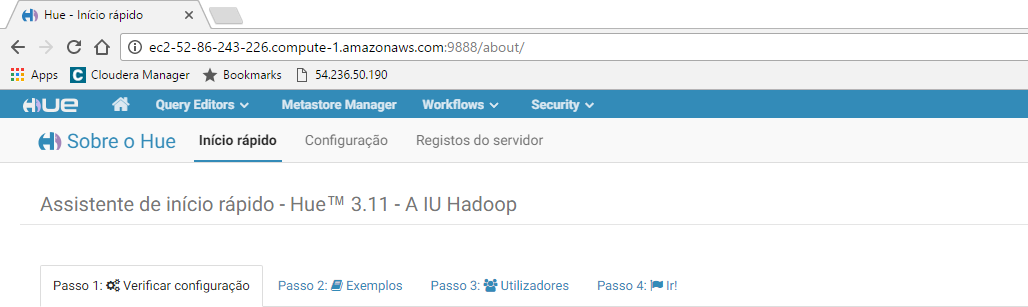 Hue - Início rápido
ec2-52-86-243-226.compute-1.amazonaws.com:9888/about/
Apps Cloudera Manager Bookmarks 54.236.50.190
HUE Query Editors Metastore Manager Workflows Security
Sobre o Hue Início rápido Configuração Registos do servidor
Assistente de início rápido - Hue™ 3.11 - A IU Hadoop
Passo 1: Verificar configuração Passo 2: Exemplos Passo 3: Utilizadores Passo 4: Ir!